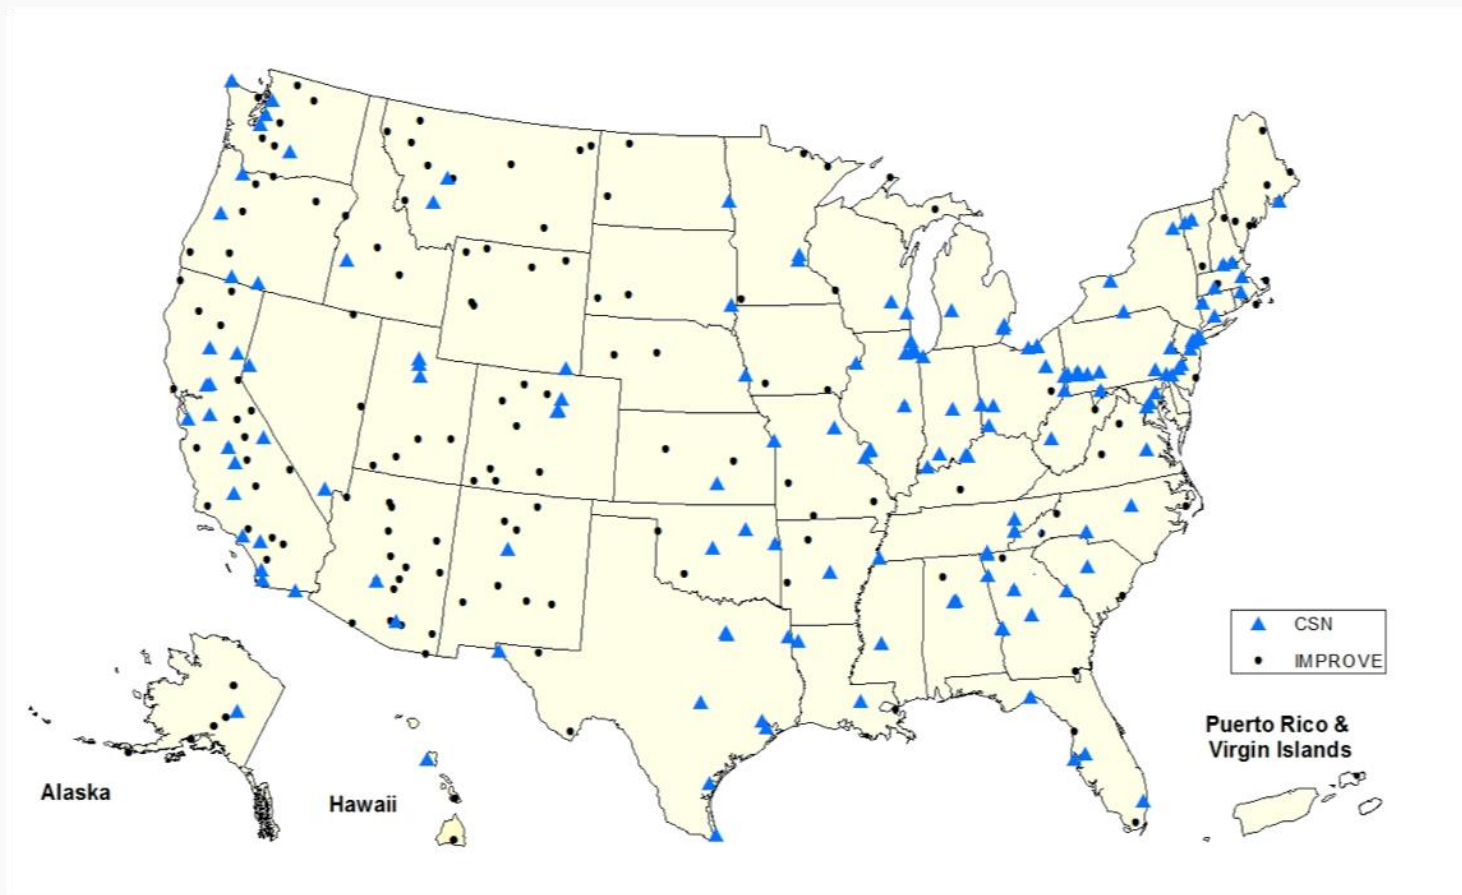 CSN
IMPROVE
Puerto Rico &
Virgin Islands
Alaska
Hawaii